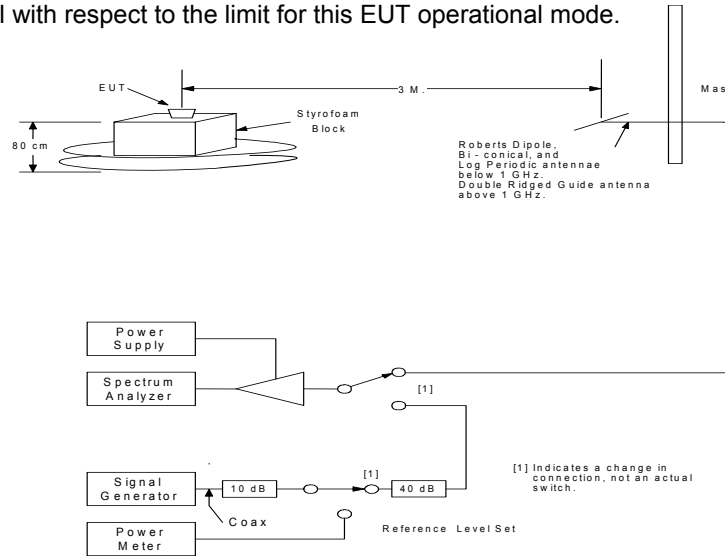 with respect to the limit for this EUT operational mode.
EUT
3 M.
Styrofoam
Block
80 cm
Roberts Dipole,
Bi - conical, and
Log Periodic antennae
below 1 GHz.
Double Ridged Guide antenna
above 1 GHz.
Power
Supply
Spectrum
Analyzer
[1]
Signal
Generator
10 dB
[1]
40 dB
[1] Indicates a change in
connection, not an actual
switch.
Coax
Reference Level Set
Power
Meter